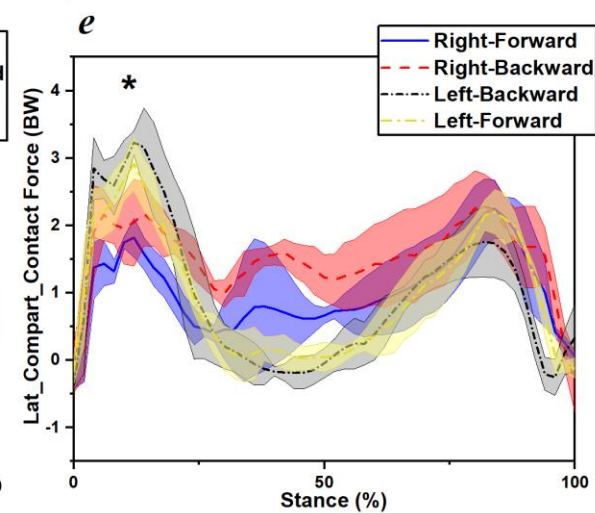 e
Right-Forward
Right-Backward
Left-Backward
Left-Forward
*
Lat_Compart_Contact Force (BW)
4
3
2
1
0
-1
0
50
100
Stance (%)